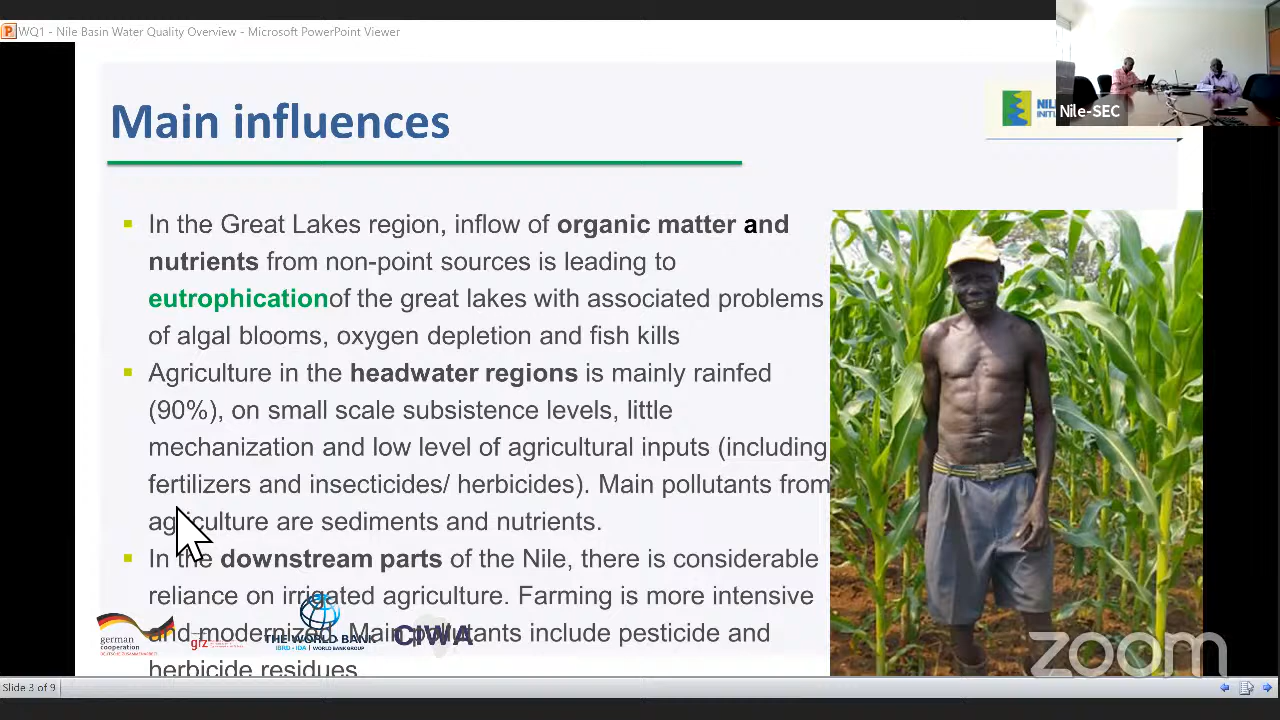 WQ1 - Nile Basin Water Quality Overview - Microsoft PowerPoint Viewer
Nile-SEC
Main influences
In the Great Lakes region, inflow of organic matter and
nutrients from non-point sources is leading to
eutrophicationof the great lakes with associated problems
of algal blooms, oxygen depletion and fish kills
Agriculture in the headwater regions is mainly rainfed
(90%), on small scale subsistence levels, little
mechanization and low level of agricultural inputs (including
fertilizers and insecticides/ herbicides). Main pollutants from
agriculture are sediments and nutrients.
In the downstream parts of the Nile, there is considerable
reliance on irrigated agriculture. Farming is more intensive
and modernized. Main pollutants include pesticide and
herbicide residues
german
cooperation
DEUTSCHE ZUSAMMENARBEIT
giz
THE WORLD BANK
IBRD • IDA | WORLD BANK GROUP
CIWA
zoom
Slide 3 of 9